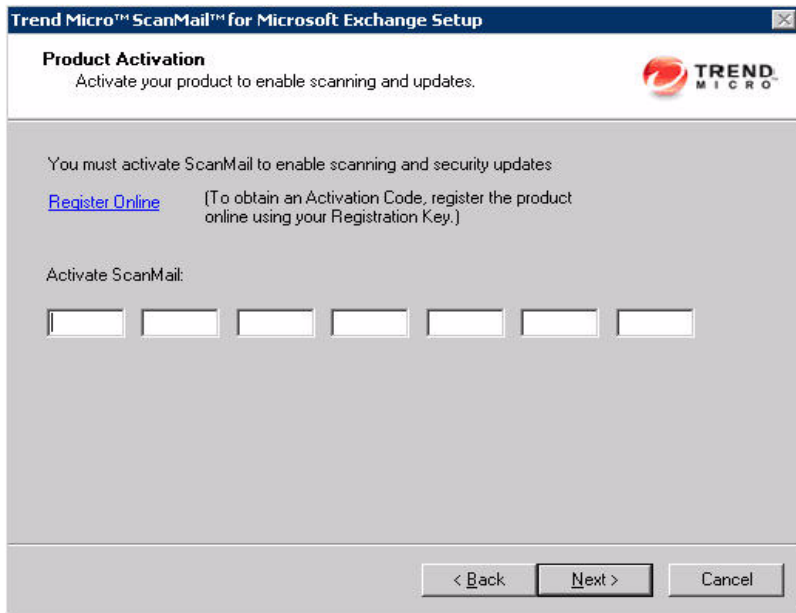 Trend Micro™ ScanMail™ for Microsoft Exchange Setup
Product Activation
Activate your product to enable scanning and updates.
TREND
MICRO™
You must activate ScanMail to enable scanning and security updates
Register Online
(To obtain an Activation Code, register the product
online using your Registration Key.)
Activate ScanMail:
< Back
Next >
Cancel